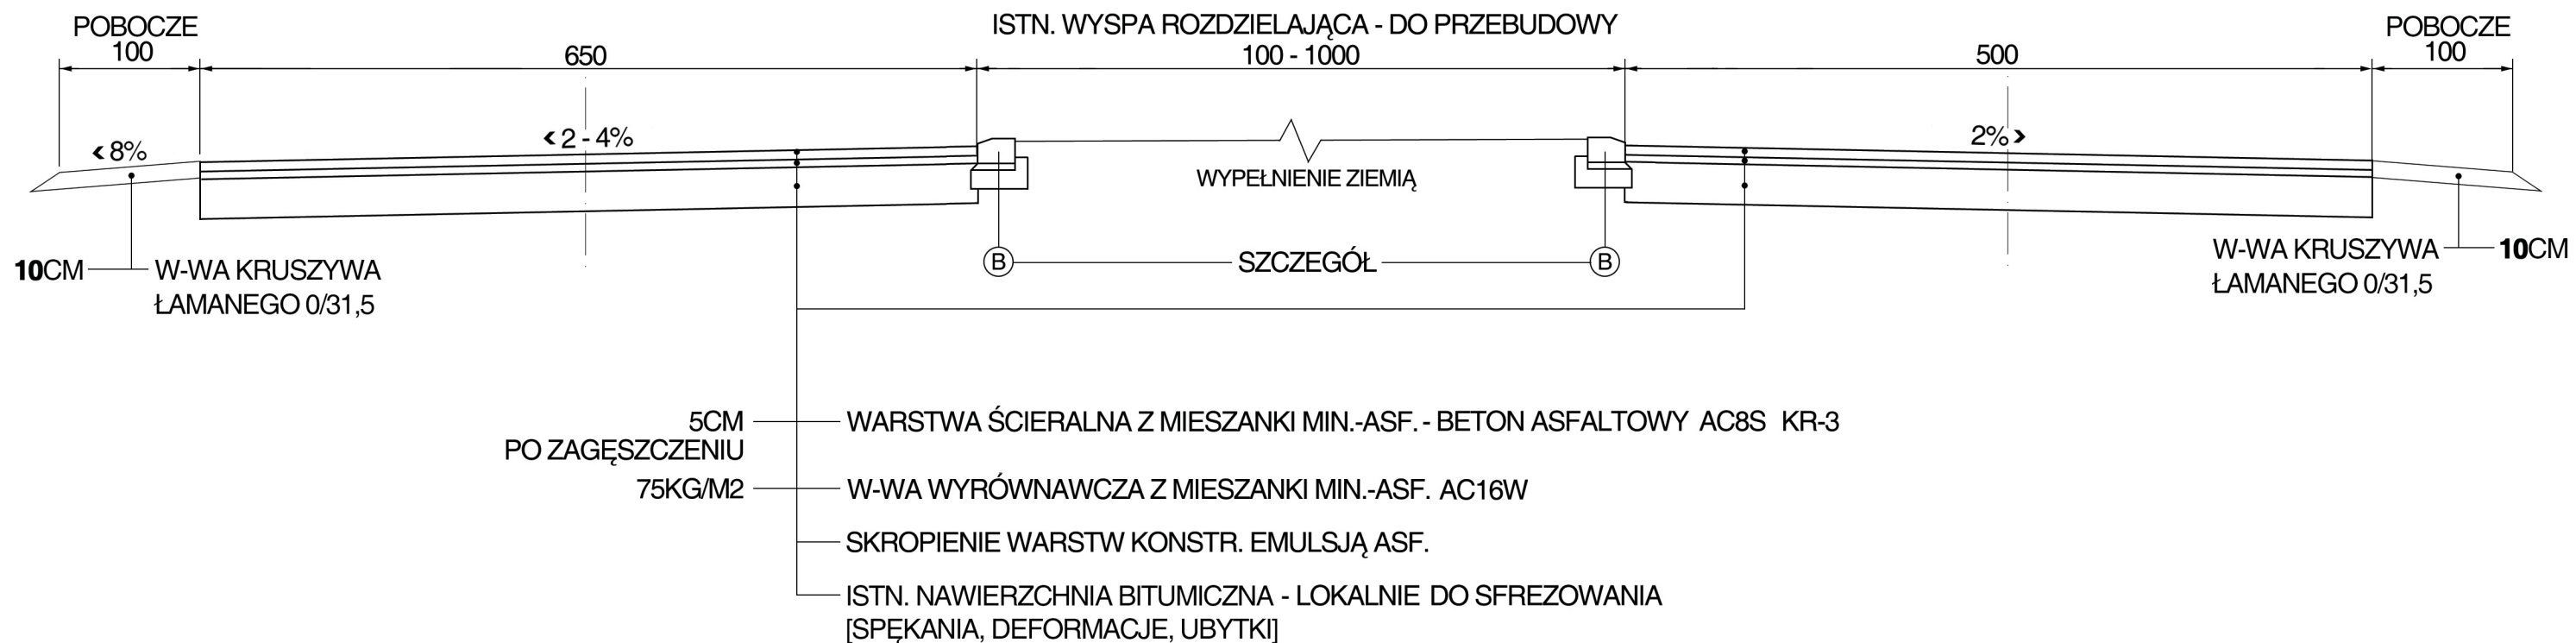 POBOCZE
100
650
ISTN. WYSPA ROZDZIELAJĄCA - DO PRZEBUDOWY
100 - 1000
500
POBOCZE
100
<8%
<2 - 4%
2%>
WYPEŁNIENIE ZIEMIĄ
10CM
W-WA KRUSZYWA
ŁAMANEGO 0/31,5
B
SZCZEGÓŁ
B
W-WA KRUSZYWA
ŁAMANEGO 0/31,5
10CM
5CM
PO ZAGĘSZCZENIU
WARSTWA ŚCIERALNA Z MIESZANKI MIN.-ASF. - BETON ASFALTOWY AC8S KR-3
75KG/M2
W-WA WYRÓWNAWCZA Z MIESZANKI MIN.-ASF. AC16W
SKROPIENIE WARSTW KONSTR. EMULSJĄ ASF.
ISTN. NAWIERZCHNIA BITUMICZNA - LOKALNIE DO SFREZOWANIA
[SPĘKANIA, DEFORMACJE, UBYTKI]